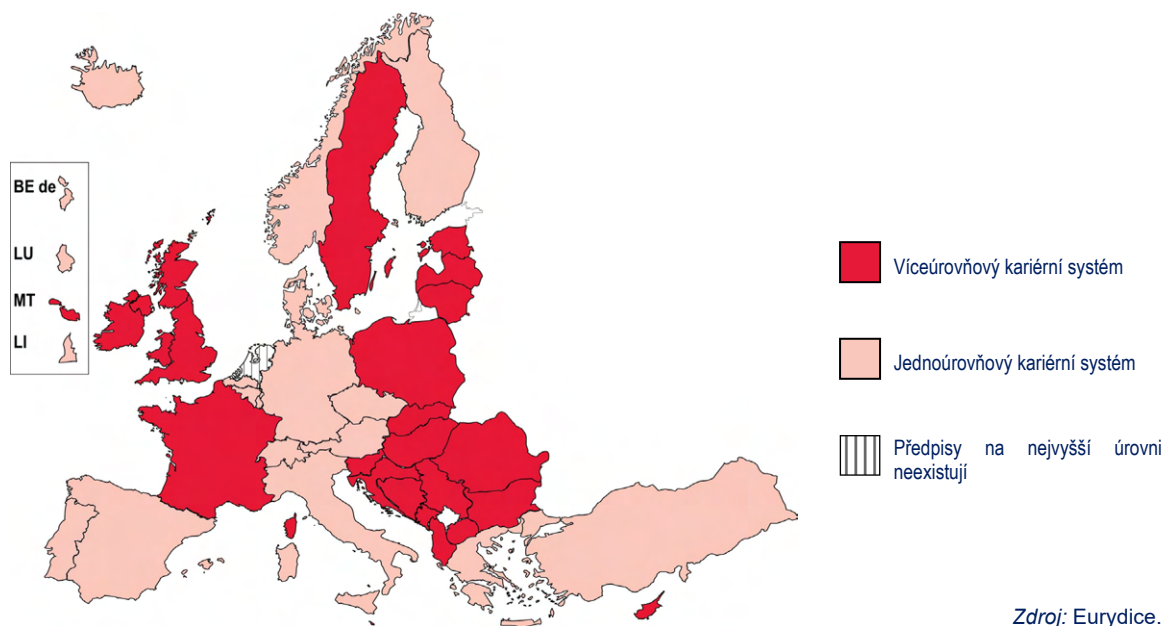 BE de
LU
MT
LI
Víceúrovňový kariérní systém
Jednoúrovňový kariérní systém
Předpisy na nejvyšší úrovni
neexistují
Zdroj: Eurydice.